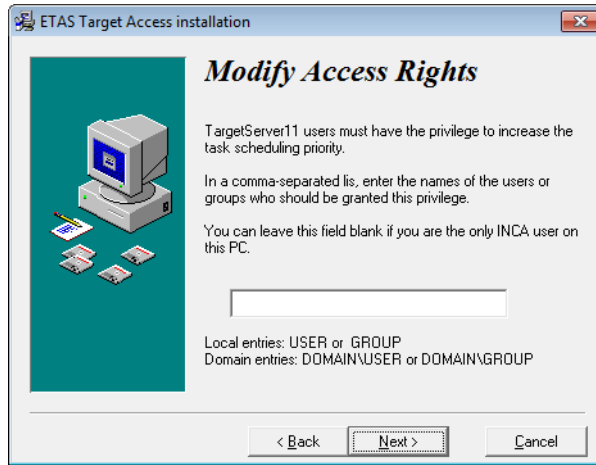 ETAS Target Access installation
Modify Access Rights
TargetServer11 users must have the privilege to increase the
task scheduling priority.
In a comma-separated lis, enter the names of the users or
groups who should be granted this privilege.
You can leave this field blank if you are the only INCA user on
this PC.
Local entries: USER or GROUP
Domain entries: DOMAIN\USER or DOMAIN\GROUP
< Back
Next >
Cancel